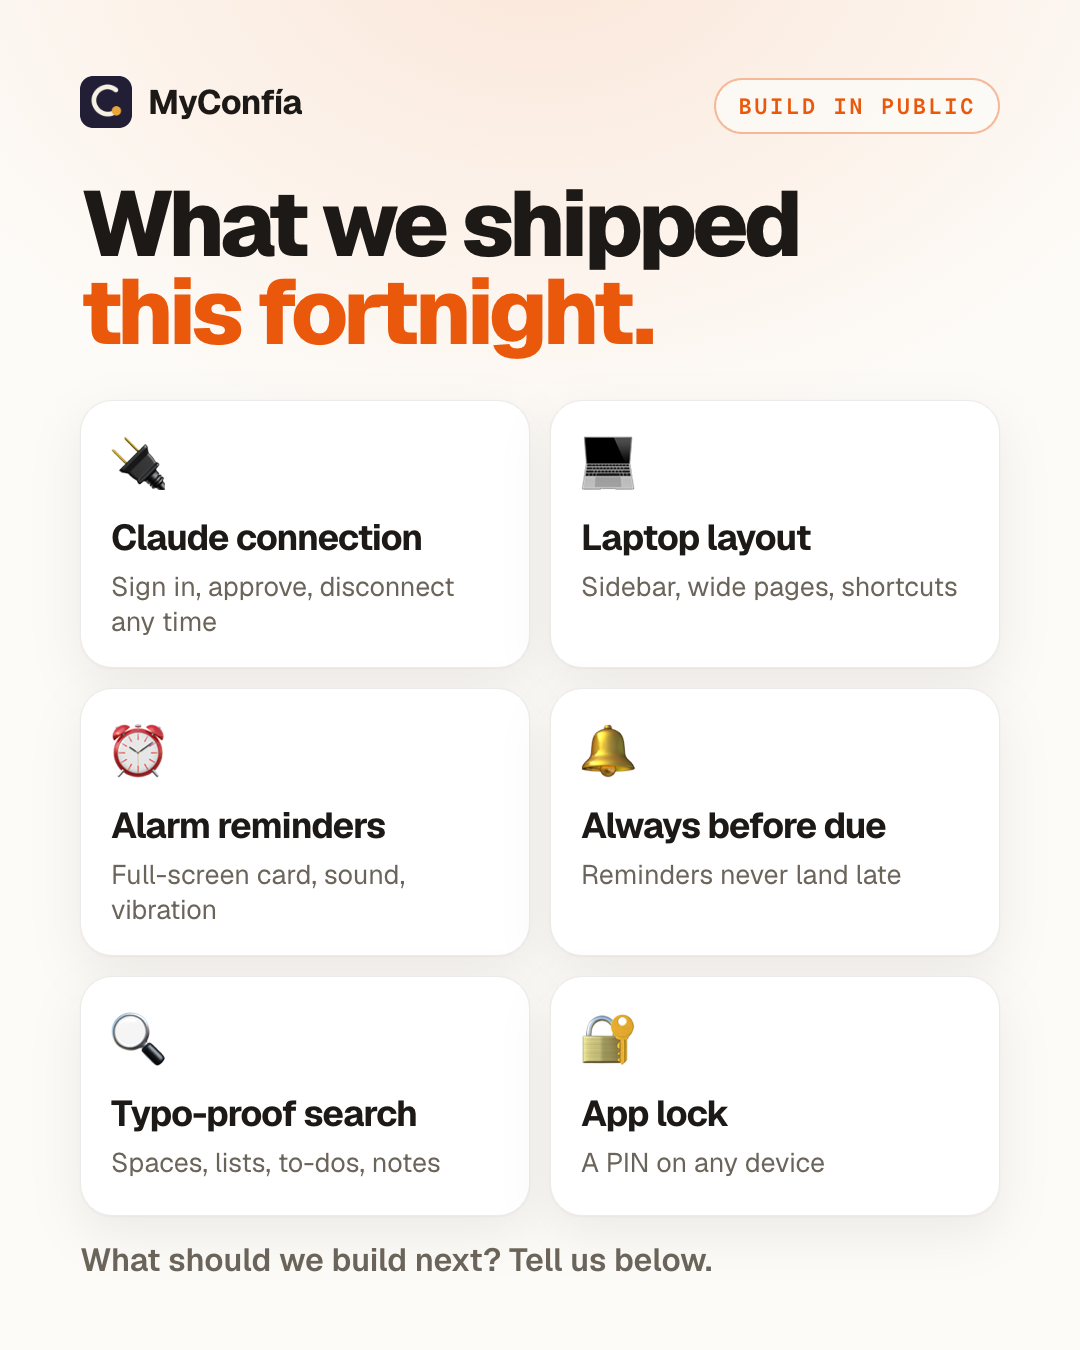 MyConfía
BUILD IN PUBLIC
What we shipped
this fortnight.
Claude connection
Sign in, approve, disconnect
any time
Laptop layout
Sidebar, wide pages, shortcuts
Alarm reminders
Full-screen card, sound,
vibration
Always before due
Reminders never land late
Typo-proof search
Spaces, lists, to-dos, notes
App lock
A PIN on any device
What should we build next? Tell us below.